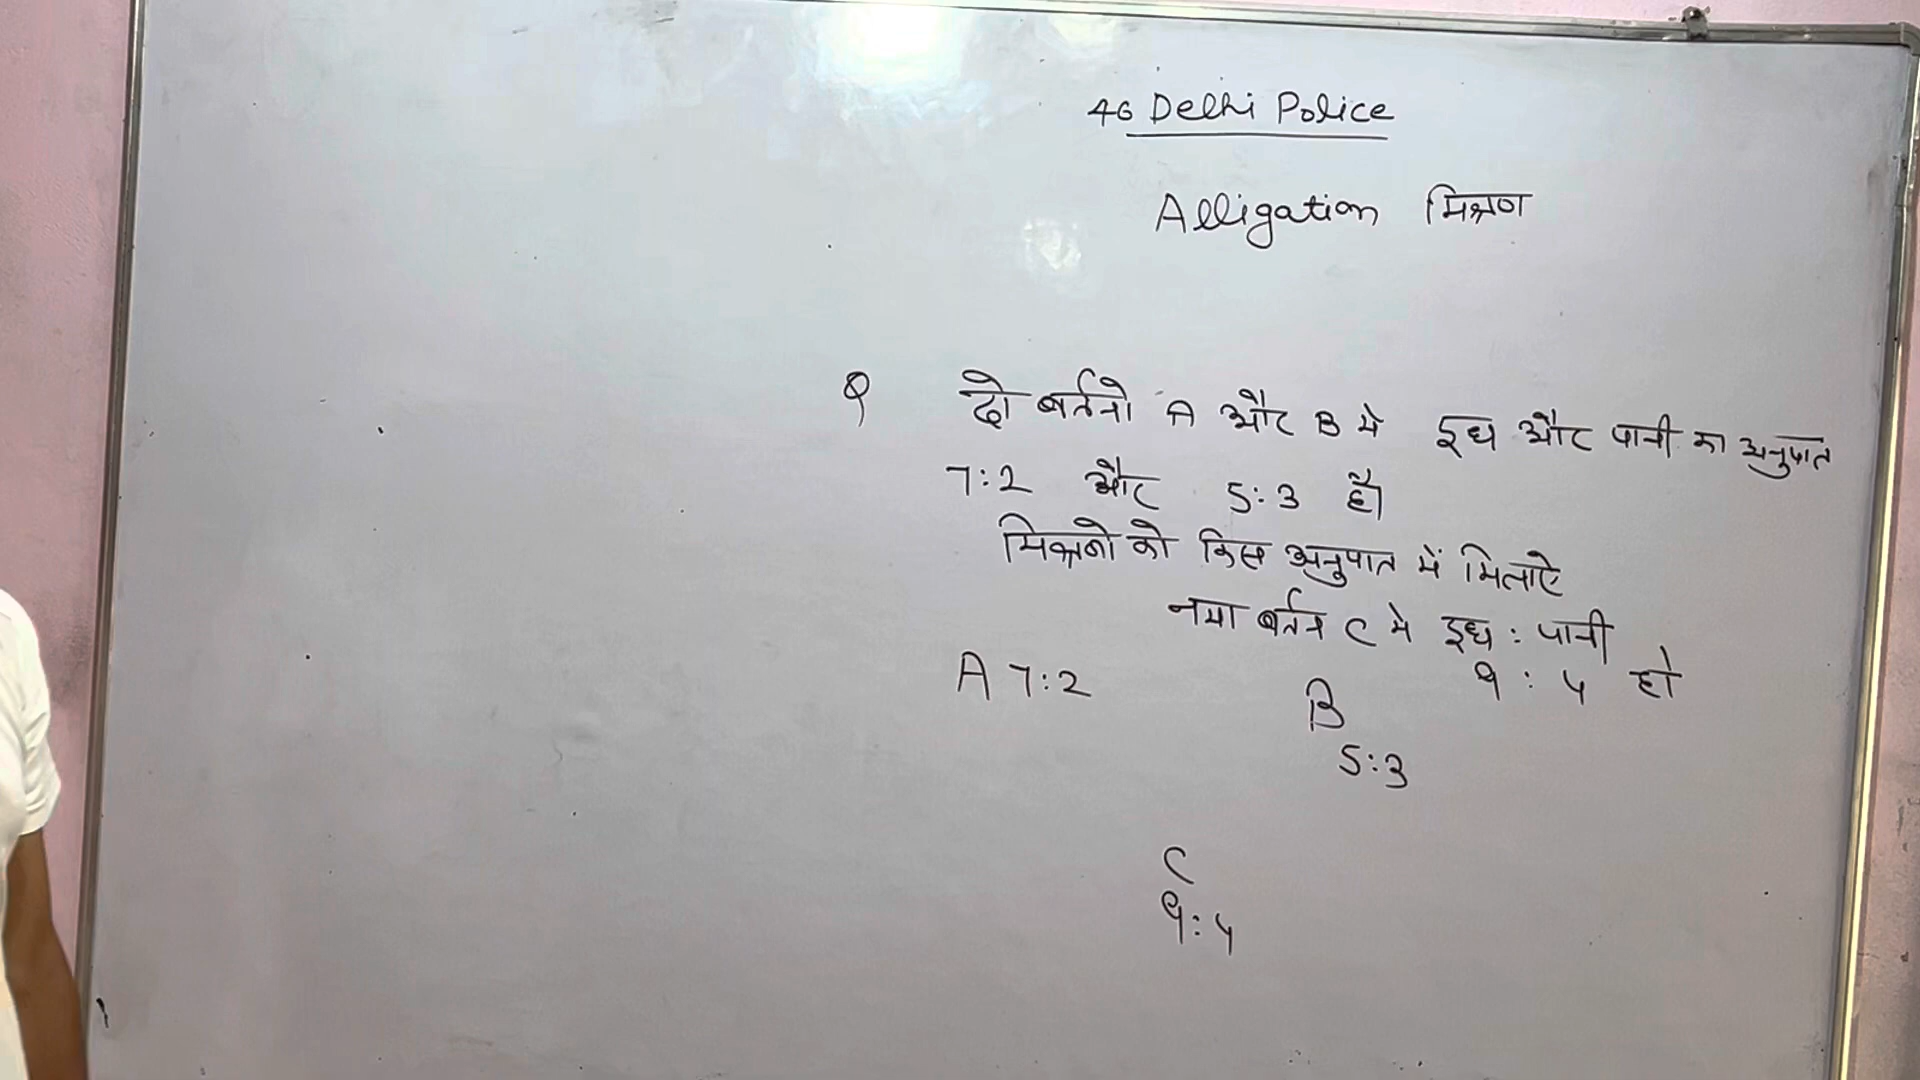 46 Delhi Police
Alligation मिश्रण
Q दो बर्तनो A और B मे दूध और पानी का अनुपात
7:2 और 5:3 है।
मिश्रणो को किस अनुपात में मिलाऐ
नया बर्तन C मे दूध : पानी
9 : 4 हो
A 7:2
B
5:3
C
9:4